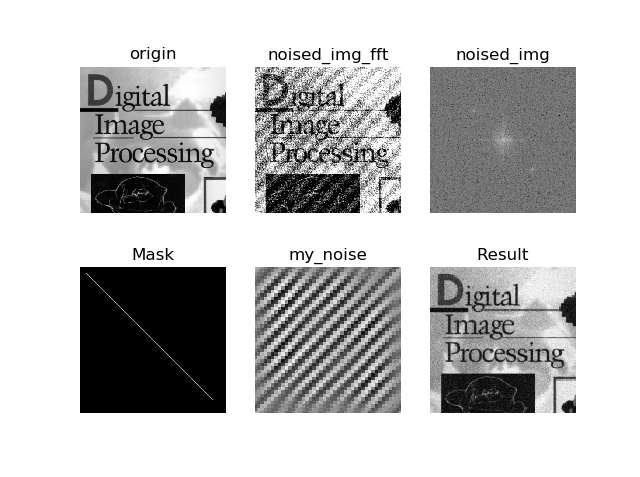 origin
noised_img_fft
noised_img
Digital
Image
Processing
Digital
Image
Processing
Mask
my_noise
Result
Digital
Image
Processing